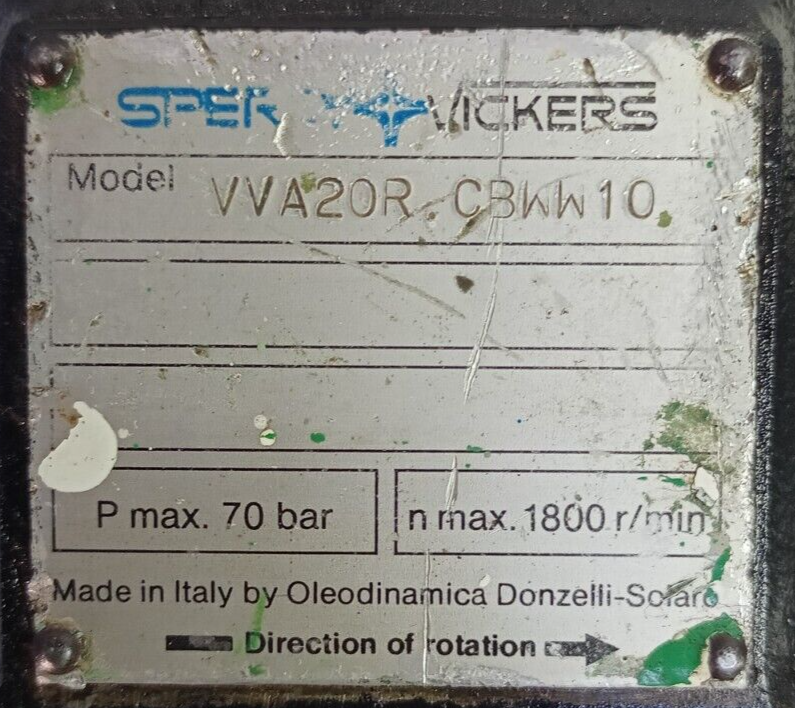 SPER VICKERS
Model VVA20R.CBWW10
P max. 70 bar
n max. 1800 r/min
Made in Italy by Oleodinamica Donzelli-Solaro
Direction of rotation